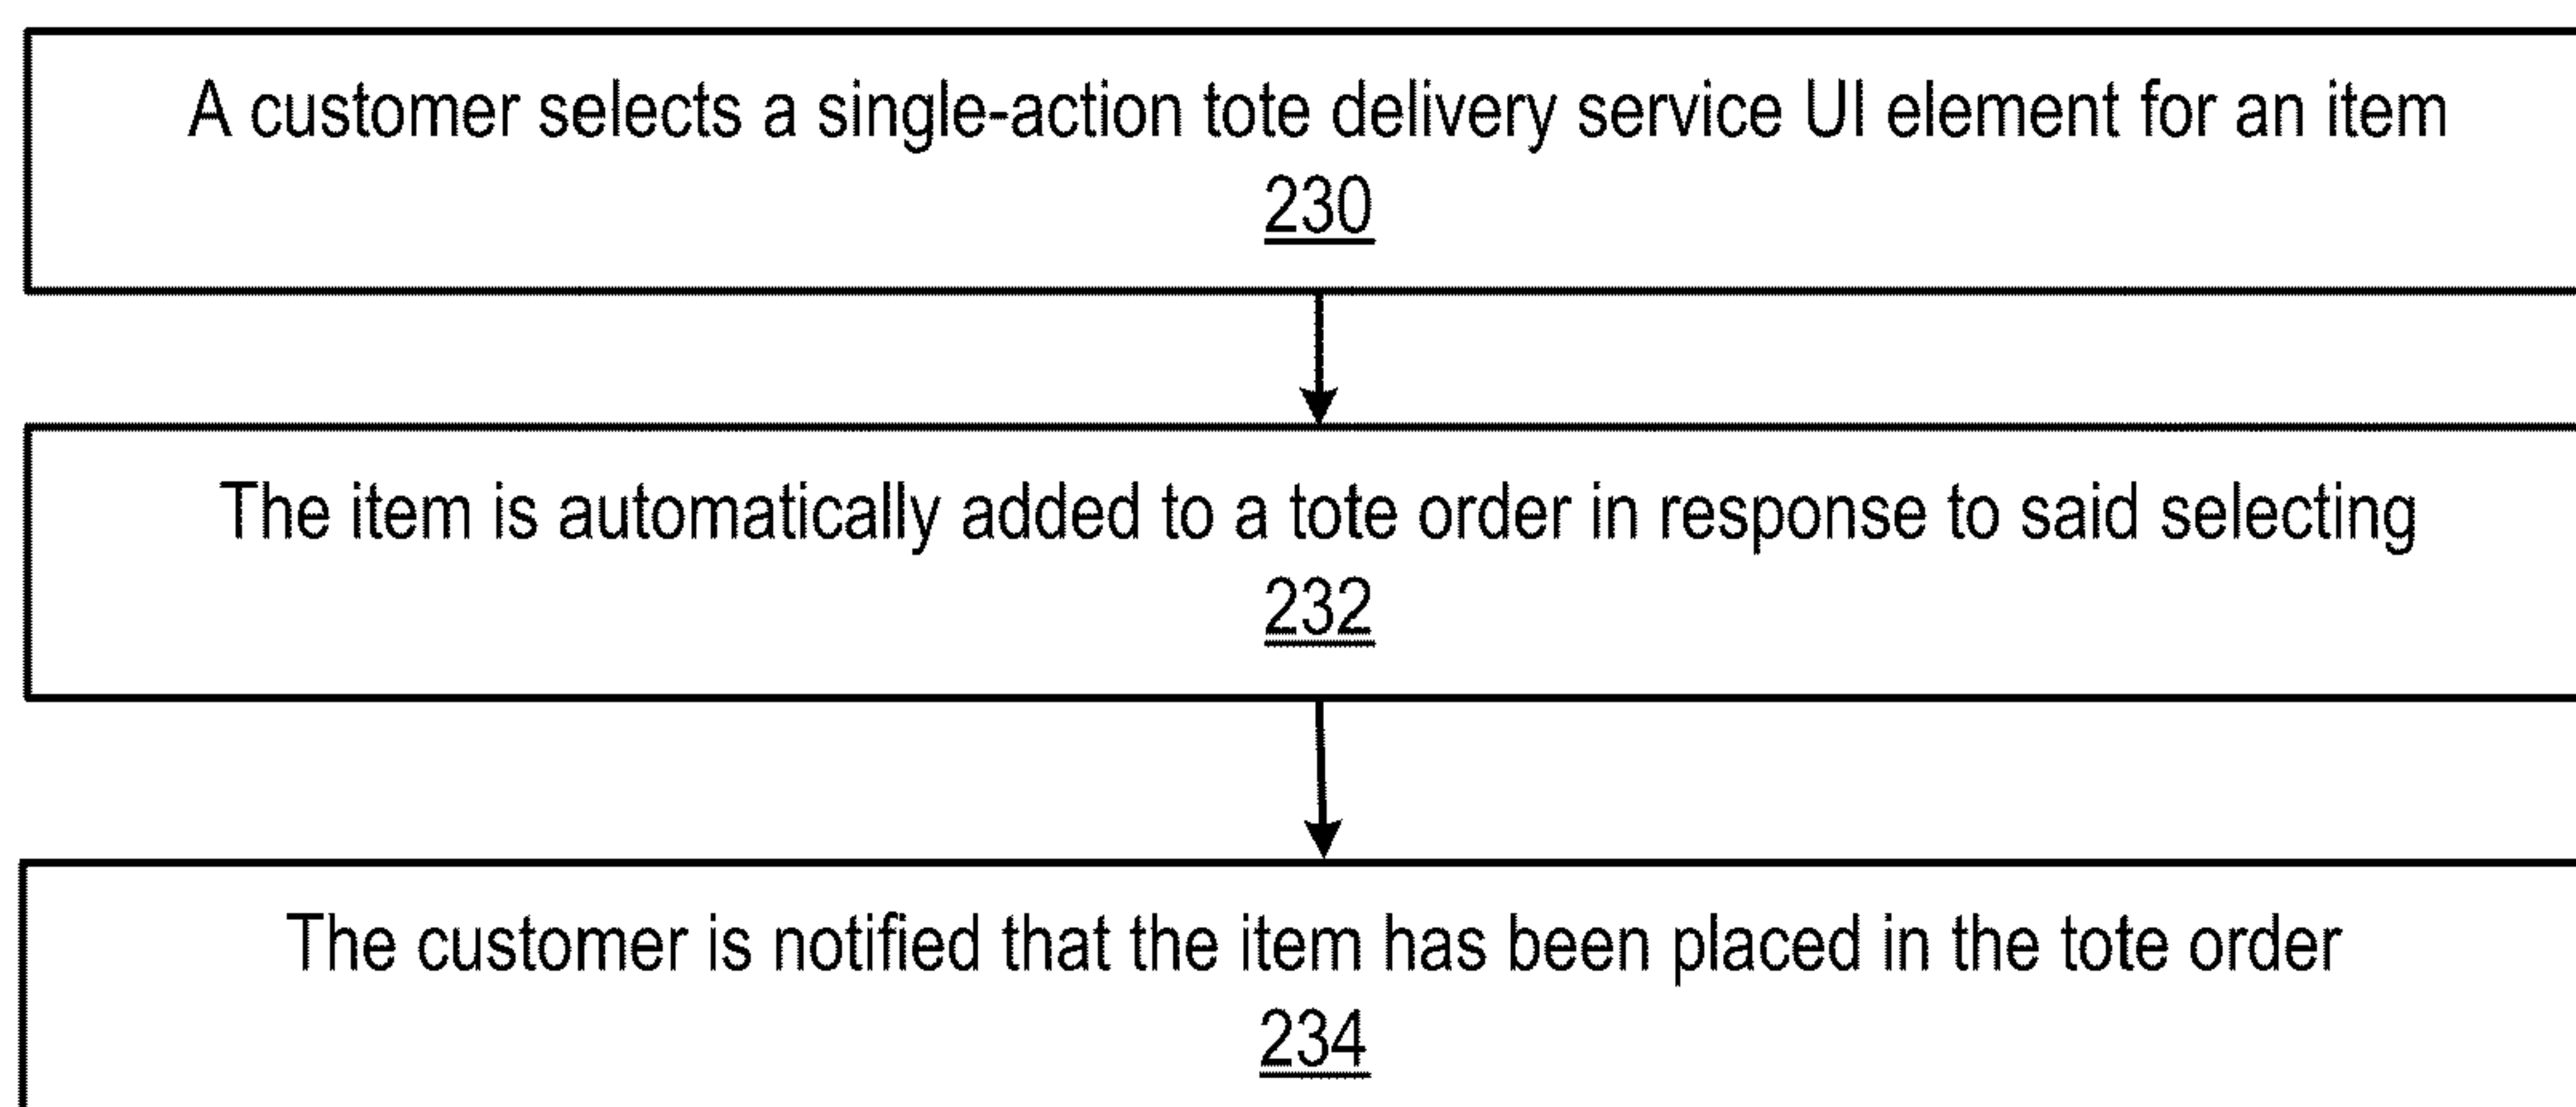 A customer selects a single-action tote delivery service UI element for an item
230
The item is automatically added to a tote order in response to said selecting
232
The customer is notified that the item has been placed in the tote order
234